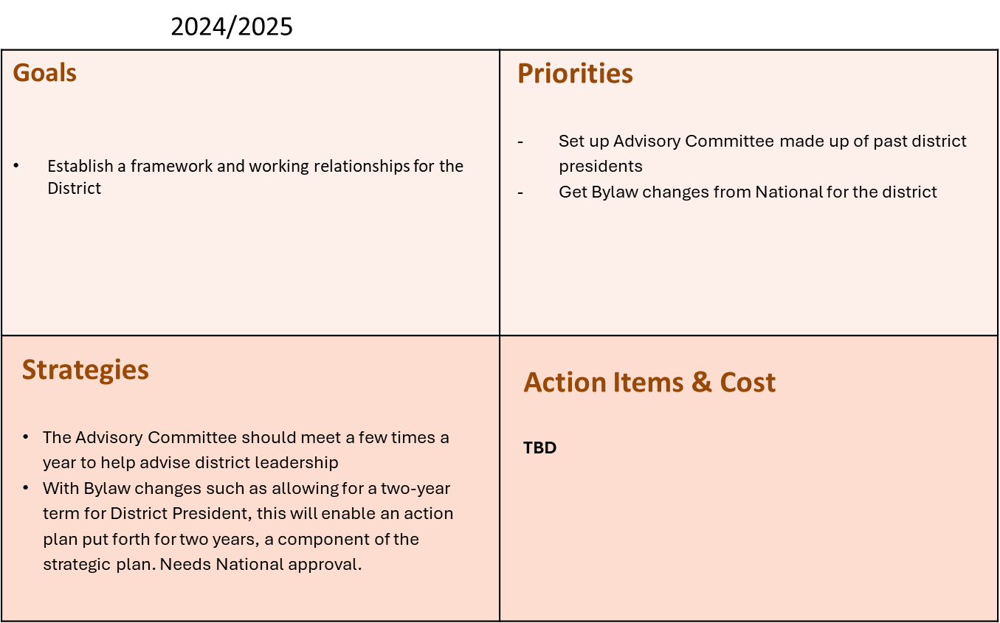 2024/2025
Goals
• Establish a framework and working relationships for the
District
Priorities
- Set up Advisory Committee made up of past district
presidents
- Get Bylaw changes from National for the district
Strategies
• The Advisory Committee should meet a few times a
year to help advise district leadership
• With Bylaw changes such as allowing for a two-year
term for District President, this will enable an action
plan put forth for two years, a component of the
strategic plan. Needs National approval.
Action Items & Cost
TBD